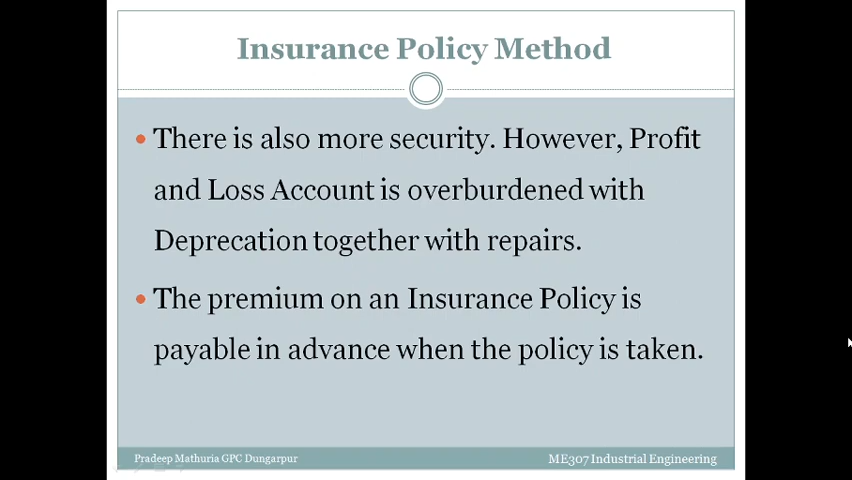 Insurance Policy Method
• There is also more security. However, Profit
and Loss Account is overburdened with
Deprecation together with repairs.
• The premium on an Insurance Policy is
payable in advance when the policy is taken.
Pradeep Mathuria GPC Dungarpur
ME307 Industrial Engineering